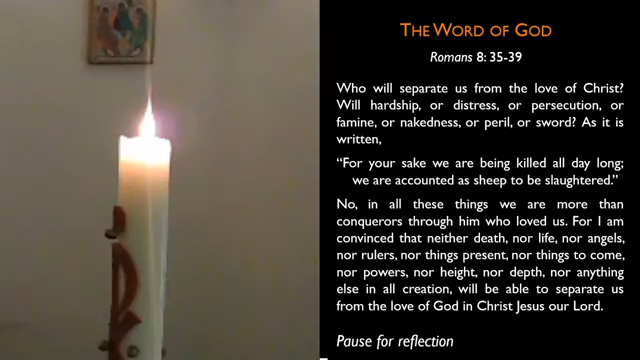 THE WORD OF GOD
Romans 8: 35-39
Who will separate us from the love of Christ?
Will hardship, or distress, or persecution, or
famine, or nakedness, or peril, or sword? As it is
written,
“For your sake we are being killed all day long;
we are accounted as sheep to be slaughtered.”
No, in all these things we are more than
conquerors through him who loved us. For I am
convinced that neither death, nor life, nor angels,
nor rulers, nor things present, nor things to come,
nor powers, nor height, nor depth, nor anything
else in all creation, will be able to separate us
from the love of God in Christ Jesus our Lord.
Pause for reflection